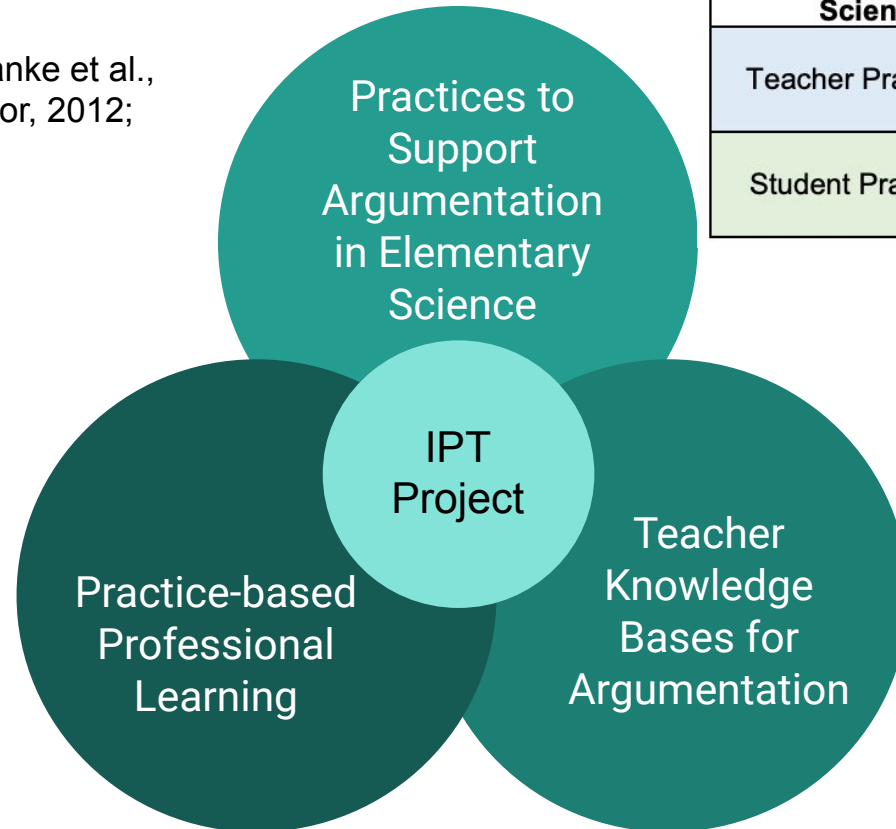 anke et al.,
or, 2012;
Scien
Teacher Pra
Student Pra
Practices to
Support
Argumentation
in Elementary
Science
IPT
Project
Practice-based
Professional
Learning
Teacher
Knowledge
Bases for
Argumentation